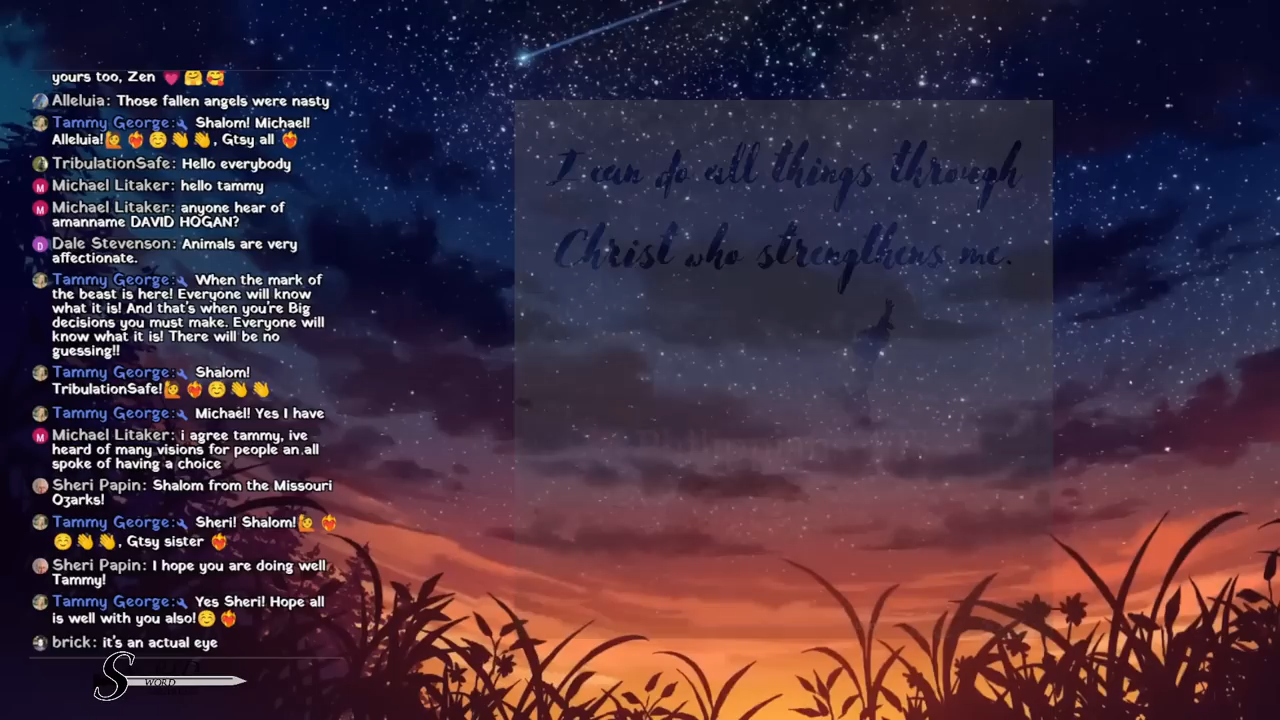 yours too, Zen 💗🤗🥰
Alleluia: Those fallen angels were nasty
Tammy George: Shalom! Michael!
Alleluia!🙋❤️‍🔥☺️👋👋, Gtsy all ❤️‍🔥
TribulationSafe: Hello everybody
M Michael Litaker: hello tammy
M Michael Litaker: anyone hear of
amanname DAVID HOGAN?
D Dale Stevenson: Animals are very
affectionate.
Tammy George: When the mark of
the beast is here! Everyone will know
what it is! And that's when you're Big
decisions you must make. Everyone will
know what it is! There will be no
guessing!!
Tammy George: Shalom!
TribulationSafe!🙋❤️‍🔥☺️👋👋
Tammy George: Michael! Yes I have
M Michael Litaker: i agree tammy, ive
heard of many visions for people an all
spoke of having a choice
Sheri Papin: Shalom from the Missouri
Ozarks!
Tammy George: Sheri! Shalom!🙋❤️‍🔥
☺️👋👋, Gtsy sister ❤️‍🔥
Sheri Papin: I hope you are doing well
Tammy!
Tammy George: Yes Sheri! Hope all
is well with you also!☺️❤️‍🔥
brick: it's an actual eye
SWORD
I can do all things through
Christ who strengthens me.